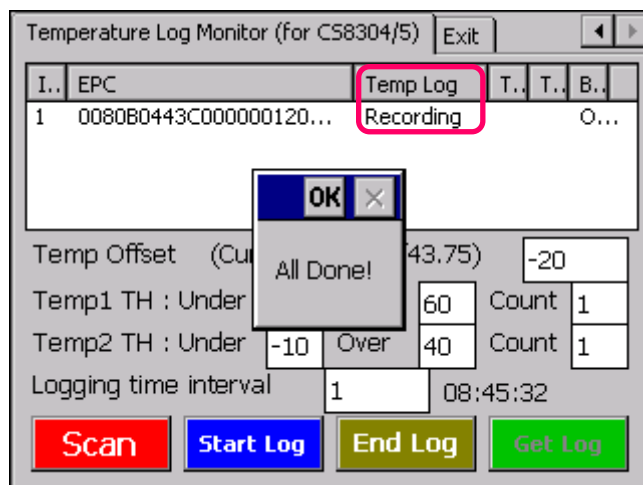 Temperature Log Monitor (for CS8304/5) Exit
I.. EPC Temp Log T.. T.. B..
1 0080B0443C000000120... Recording O...
OK
All Done!
Temp Offset (Cu 43.75) -20
Temp1 TH : Under 60 Count 1
Temp2 TH : Under -10 Over 40 Count 1
Logging time interval 1 08:45:32
Scan Start Log End Log Get Log